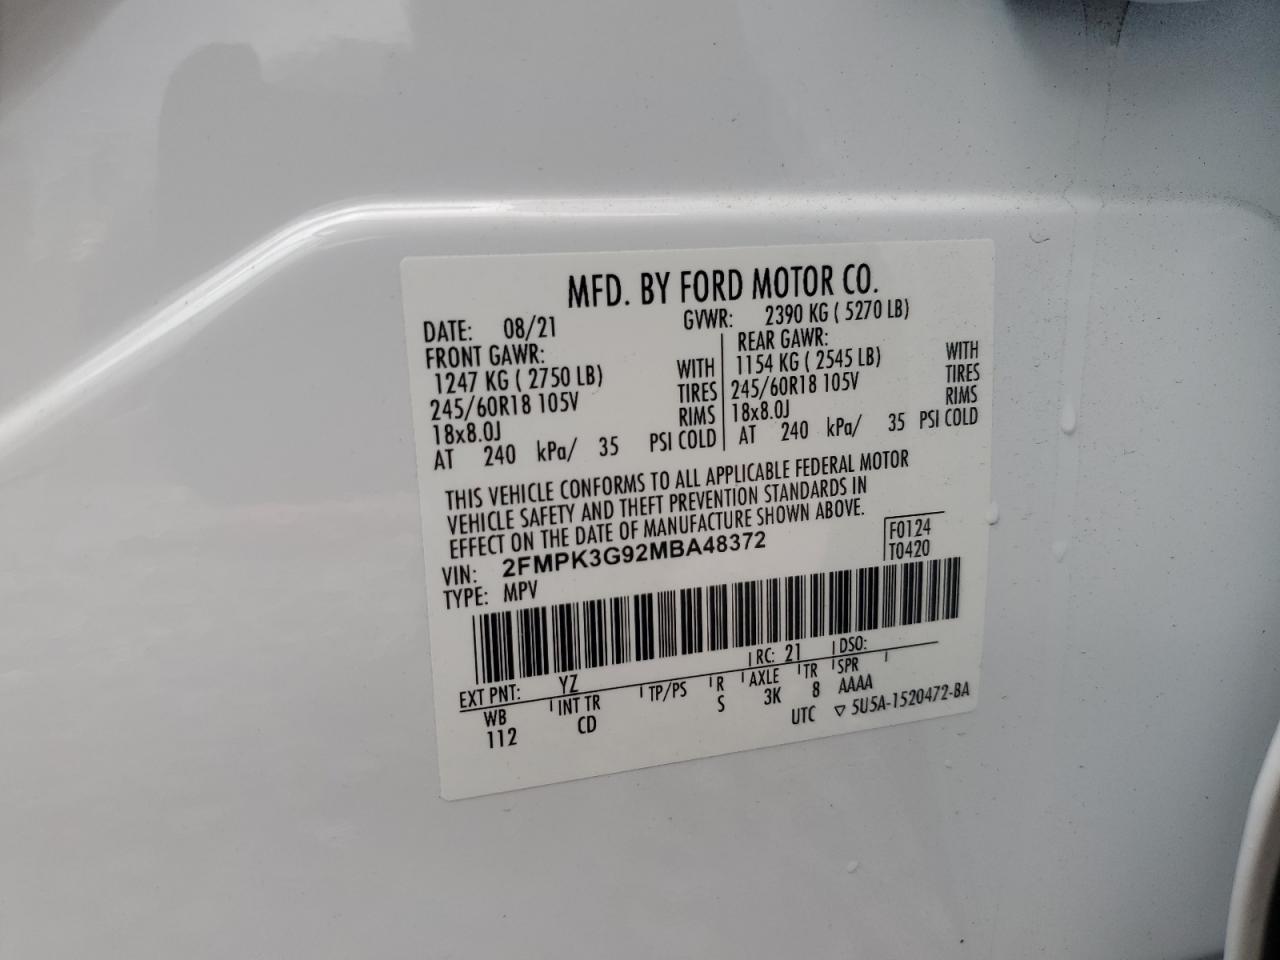 MFD. BY FORD MOTOR CO.
DATE: 08/21 GVWR: 2390 KG ( 5270 LB)
FRONT GAWR: REAR GAWR:
1247 KG ( 2750 LB) WITH 1154 KG ( 2545 LB) WITH
245/60R18 105V TIRES 245/60R18 105V TIRES
18x8.0J RIMS 18x8.0J RIMS
AT 240 kPa/ 35 PSI COLD AT 240 kPa/ 35 PSI COLD
THIS VEHICLE CONFORMS TO ALL APPLICABLE FEDERAL MOTOR
VEHICLE SAFETY AND THEFT PREVENTION STANDARDS IN
EFFECT ON THE DATE OF MANUFACTURE SHOWN ABOVE.
VIN: 2FMPK3G92MBA48372 F0124
TYPE: MPV T0420
EXT PNT: YZ RC: 21 DSO:
WB INT TR TP/PS R AXLE TR SPR
112 CD S 3K 8 AAAA
UTC ▽ 5U5A-1520472-BA